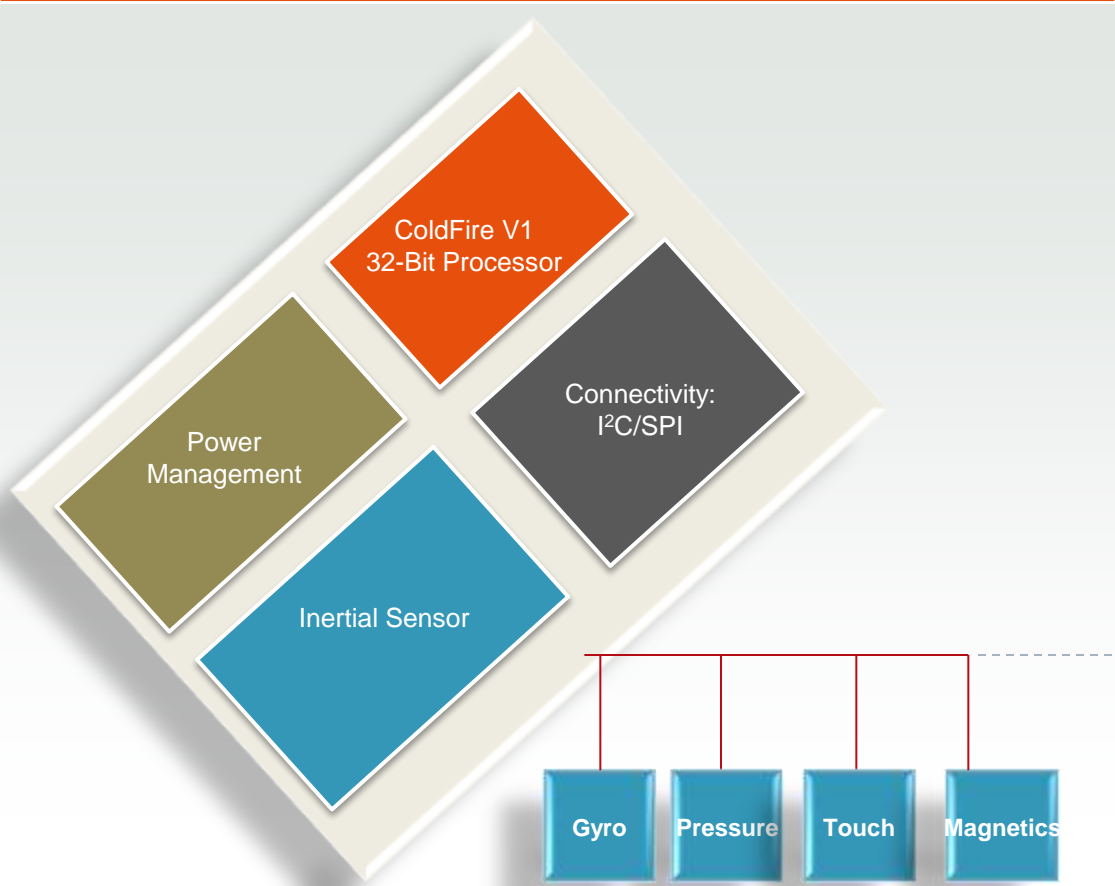 ColdFire V1
32-Bit Processor
Connectivity:
I²C/SPI
Power
Management
Inertial Sensor
Gyro
Pressure
Touch
Magnetics